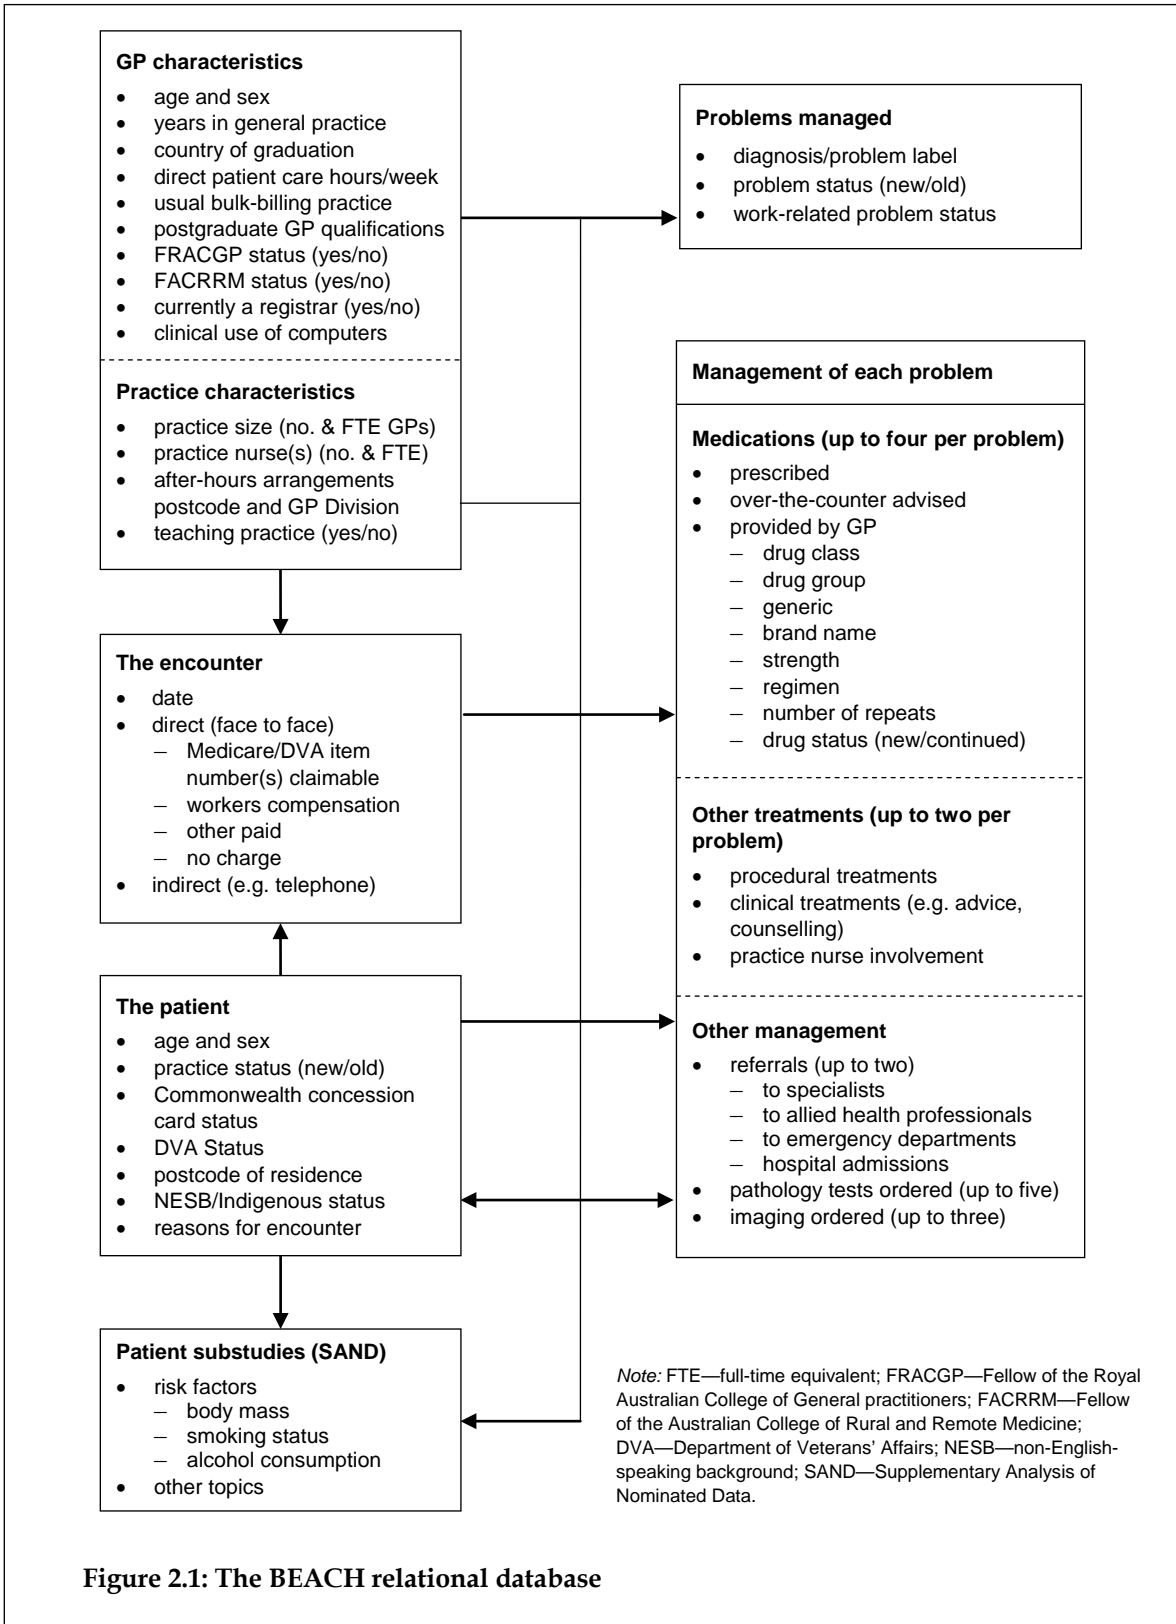 GP characteristics
• age and sex
• years in general practice
• country of graduation
• direct patient care hours/week
• usual bulk-billing practice
• postgraduate GP qualifications
• FRACGP status (yes/no)
• FACRRM status (yes/no)
• currently a registrar (yes/no)
• clinical use of computers
Practice characteristics
• practice size (no. & FTE GPs)
• practice nurse(s) (no. & FTE)
• after-hours arrangements
postcode and GP Division
• teaching practice (yes/no)
The encounter
• date
• direct (face to face)
– Medicare/DVA item
number(s) claimable
– workers compensation
– other paid
– no charge
• indirect (e.g. telephone)
The patient
• age and sex
• practice status (new/old)
• Commonwealth concession
card status
• DVA Status
• postcode of residence
• NESB/Indigenous status
• reasons for encounter
Patient substudies (SAND)
• risk factors
– body mass
– smoking status
– alcohol consumption
• other topics
Problems managed
• diagnosis/problem label
• problem status (new/old)
• work-related problem status
Management of each problem
Medications (up to four per problem)
• prescribed
• over-the-counter advised
• provided by GP
– drug class
– drug group
– generic
– brand name
– strength
– regimen
– number of repeats
– drug status (new/continued)
Other treatments (up to two per
problem)
• procedural treatments
• clinical treatments (e.g. advice,
counselling)
• practice nurse involvement
Other management
• referrals (up to two)
– to specialists
– to allied health professionals
– to emergency departments
– hospital admissions
• pathology tests ordered (up to five)
• imaging ordered (up to three)
Note: FTE—full-time equivalent; FRACGP—Fellow of the Royal
Australian College of General practitioners; FACRRM—Fellow
of the Australian College of Rural and Remote Medicine;
DVA—Department of Veterans' Affairs; NESB—non-English-
speaking background; SAND—Supplementary Analysis of
Nominated Data.
Figure 2.1: The BEACH relational database